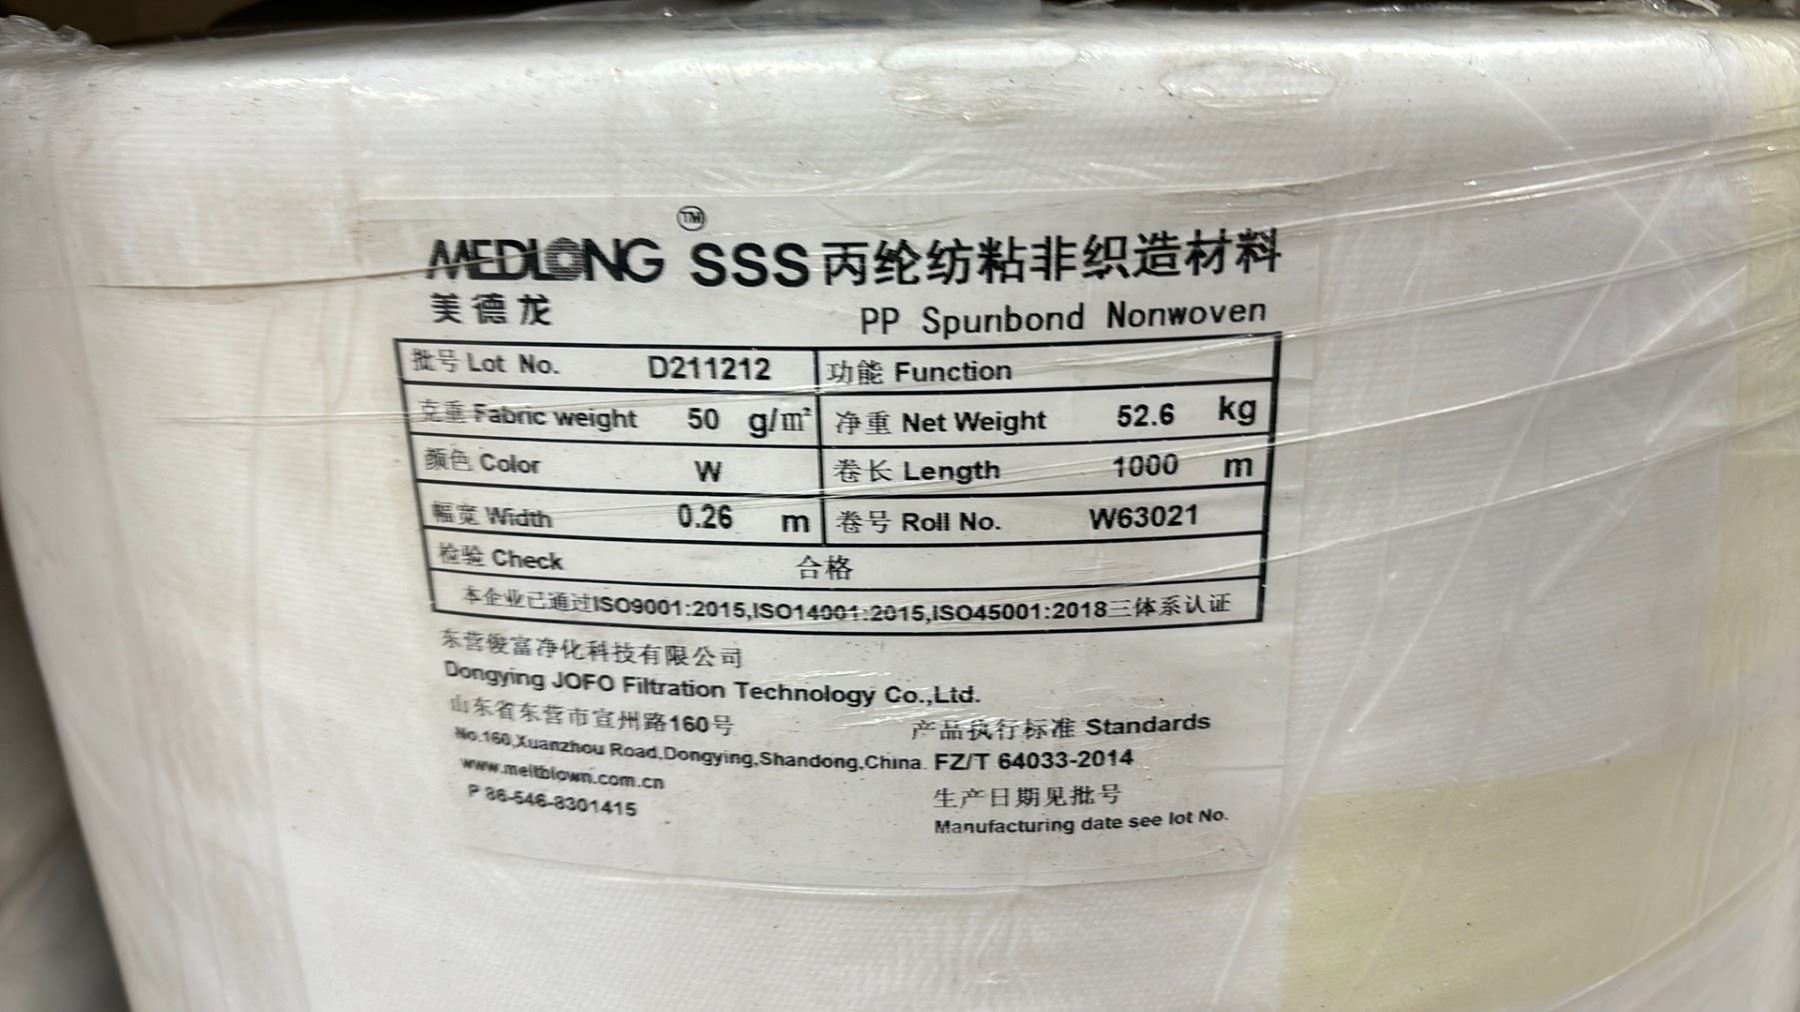 MEDLONG™ SSS丙纶纺粘非织造材料
美德龙 PP Spunbond Nonwoven
批号 Lot No. D211212 功能 Function
克重 Fabric weight 50 g/m² 净重 Net Weight 52.6 kg
颜色 Color W 卷长 Length 1000 m
幅宽 Width 0.26 m 卷号 Roll No. W63021
检验 Check 合格
本企业已通过ISO9001:2015,ISO14001:2015,ISO45001:2018三体系认证
东营俊富净化科技有限公司
Dongying JOFO Filtration Technology Co.,Ltd.
山东省东营市宣州路160号
No.160,Xuanzhou Road,Dongying,Shandong,China.
www.meltblown.com.cn
P 86-546-8301415
产品执行标准 Standards
FZ/T 64033-2014
生产日期见批号
Manufacturing date see lot No.